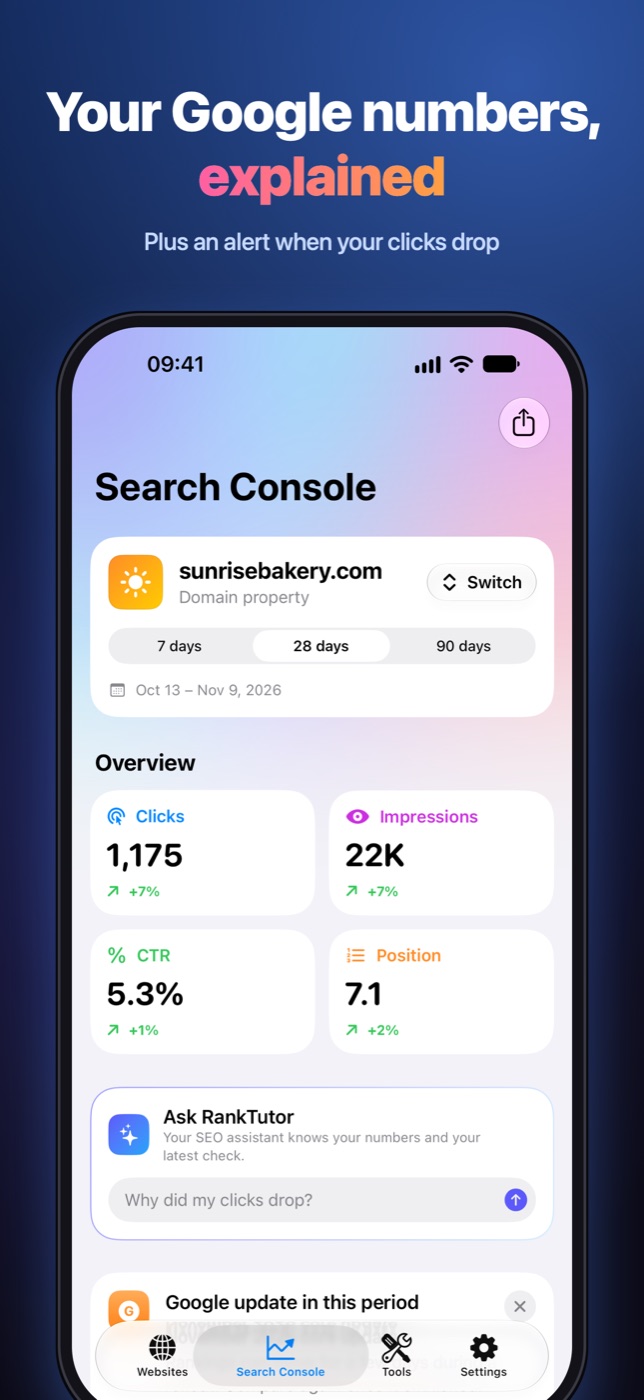 Your Google numbers,
explained
Plus an alert when your clicks drop
09:41
Search Console
sunrisebakery.com
Domain property
Switch
7 days
28 days
90 days
Oct 13 – Nov 9, 2026
Overview
Clicks
1,175
+7%
Impressions
22K
+7%
% CTR
5.3%
+1%
Position
7.1
+2%
Ask RankTutor
Your SEO assistant knows your numbers and your
latest check.
Why did my clicks drop?
G
Google update in this period
Websites
Search Console
Tools
Settings